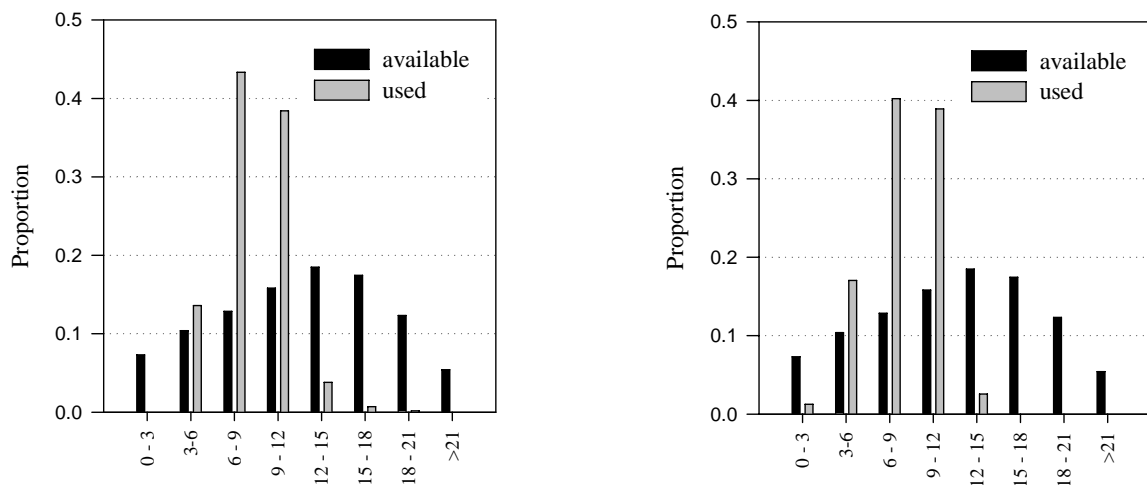 0.5
available
used
0.4
0.3
0.2
0.1
0.0
Proportion
0 - 3
3-6
6 - 9
9 - 12
12 - 15
15 - 18
18 - 21
>21
0.5
available
used
0.4
0.3
0.2
0.1
0.0
Proportion
0 - 3
3-6
6 - 9
9 - 12
12 - 15
15 - 18
18 - 21
>21